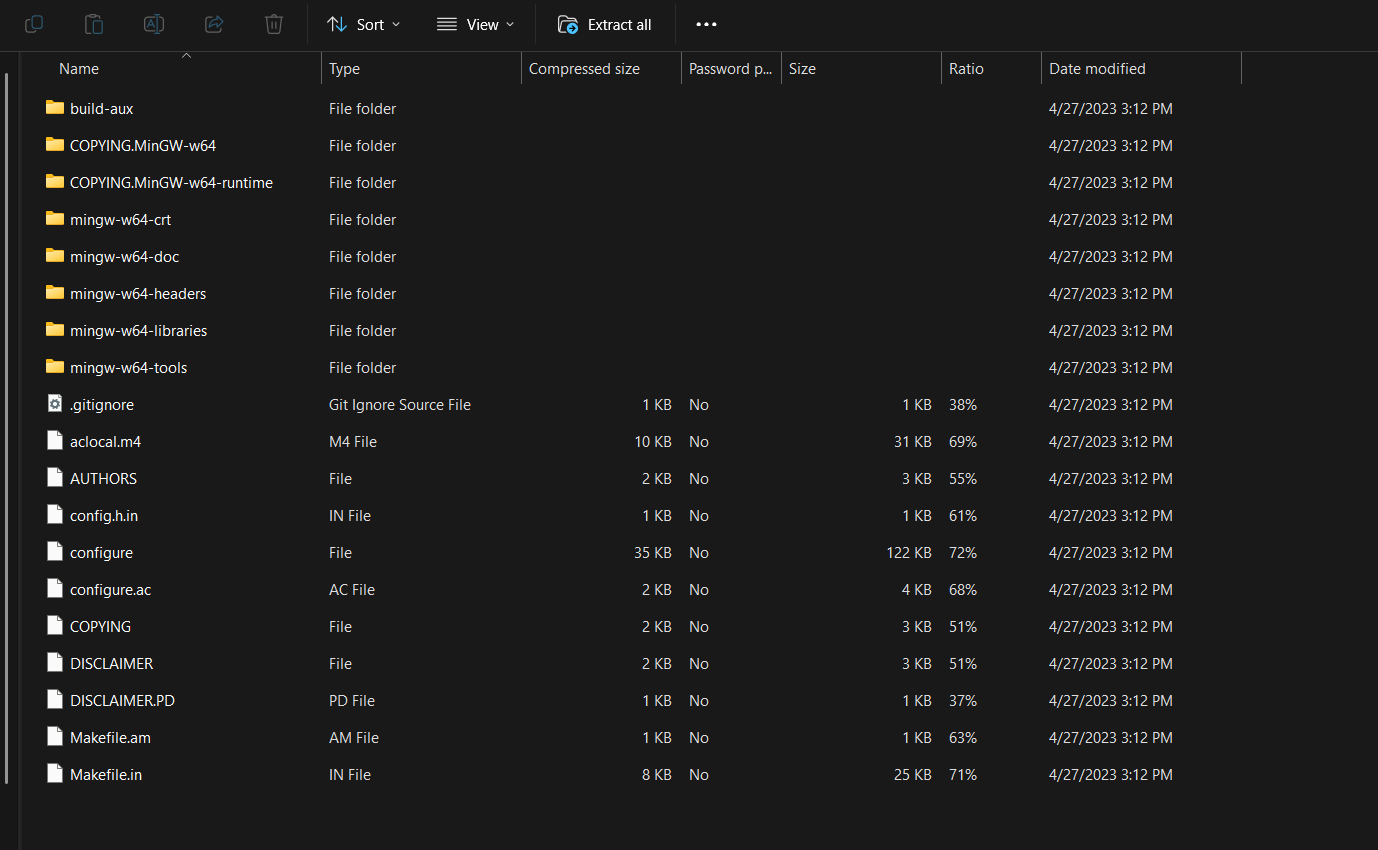 Sort View Extract all
Name Type Compressed size Password p... Size Ratio Date modified
build-aux File folder 4/27/2023 3:12 PM
COPYING.MinGW-w64 File folder 4/27/2023 3:12 PM
COPYING.MinGW-w64-runtime File folder 4/27/2023 3:12 PM
mingw-w64-crt File folder 4/27/2023 3:12 PM
mingw-w64-doc File folder 4/27/2023 3:12 PM
mingw-w64-headers File folder 4/27/2023 3:12 PM
mingw-w64-libraries File folder 4/27/2023 3:12 PM
mingw-w64-tools File folder 4/27/2023 3:12 PM
.gitignore Git Ignore Source File 1 KB No 1 KB 38% 4/27/2023 3:12 PM
aclocal.m4 M4 File 10 KB No 31 KB 69% 4/27/2023 3:12 PM
AUTHORS File 2 KB No 3 KB 55% 4/27/2023 3:12 PM
config.h.in IN File 1 KB No 1 KB 61% 4/27/2023 3:12 PM
configure File 35 KB No 122 KB 72% 4/27/2023 3:12 PM
configure.ac AC File 2 KB No 4 KB 68% 4/27/2023 3:12 PM
COPYING File 2 KB No 3 KB 51% 4/27/2023 3:12 PM
DISCLAIMER File 2 KB No 3 KB 51% 4/27/2023 3:12 PM
DISCLAIMER.PD PD File 1 KB No 1 KB 37% 4/27/2023 3:12 PM
Makefile.am AM File 1 KB No 1 KB 63% 4/27/2023 3:12 PM
Makefile.in IN File 8 KB No 25 KB 71% 4/27/2023 3:12 PM